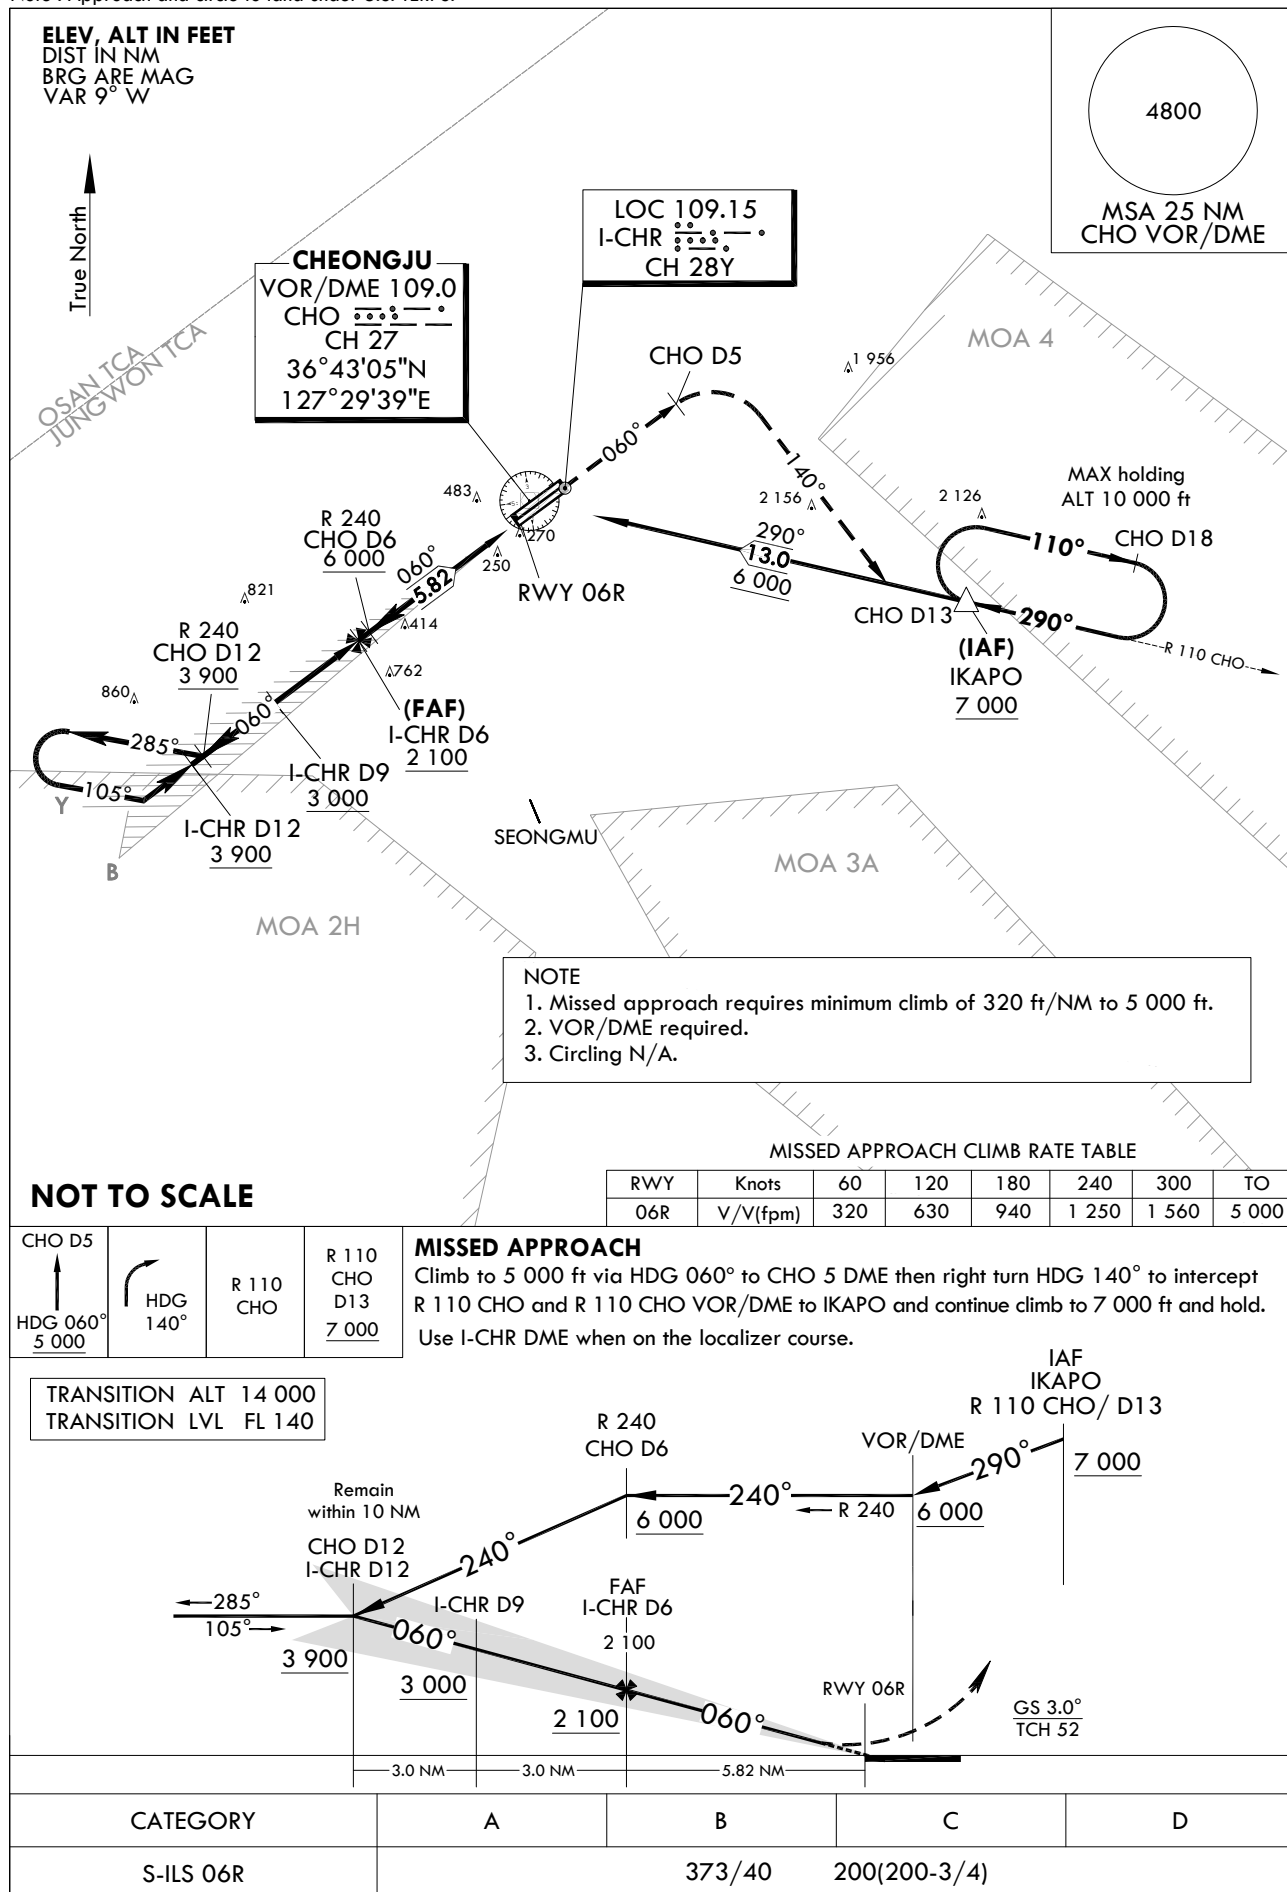 ELEV, ALT IN FEET
DIST IN NM
BRG ARE MAG
VAR 9° W
True North
4800
MSA 25 NM
CHO VOR/DME
LOC 109.15
I-CHR
CH 28Y
CHEONGJU
VOR/DME 109.0
CHO
CH 27
36°43'05"N
127°29'39"E
OSAN TCA
JUNGWON TCA
MOA 4
CHO D5
1 956
060°
140°
MAX holding
ALT 10 000 ft
483
2 156
2 126
110°
CHO D18
R 240
CHO D6
6 000
270
250
290°
13.0
6 000
060°
5.82
RWY 06R
821
414
CHO D13
290°
R 110 CHO
(IAF)
IKAPO
7 000
R 240
CHO D12
3 900
762
860
(FAF)
I-CHR D6
2 100
060°
285°
I-CHR D9
3 000
105°
Y
I-CHR D12
3 900
B
SEONGMU
MOA 3A
MOA 2H
NOTE
1. Missed approach requires minimum climb of 320 ft/NM to 5 000 ft.
2. VOR/DME required.
3. Circling N/A.
MISSED APPROACH CLIMB RATE TABLE
RWY Knots 60 120 180 240 300 TO
06R V/V(fpm) 320 630 940 1 250 1 560 5 000
NOT TO SCALE
CHO D5
HDG 060°
5 000
HDG
140°
R 110
CHO
R 110
CHO
D13
7 000
MISSED APPROACH
Climb to 5 000 ft via HDG 060° to CHO 5 DME then right turn HDG 140° to intercept
R 110 CHO and R 110 CHO VOR/DME to IKAPO and continue climb to 7 000 ft and hold.
Use I-CHR DME when on the localizer course.
TRANSITION ALT 14 000
TRANSITION LVL FL 140
IAF
IKAPO
R 110 CHO/ D13
7 000
R 240
CHO D6
VOR/DME
290°
240°
R 240
6 000
6 000
Remain
within 10 NM
CHO D12
I-CHR D12
240°
285°
105°
I-CHR D9
FAF
I-CHR D6
2 100
060°
3 900
3 000
2 100
060°
RWY 06R
GS 3.0°
TCH 52
3.0 NM
3.0 NM
5.82 NM
CATEGORY A B C D
S-ILS 06R 373/40 200(200-3/4)